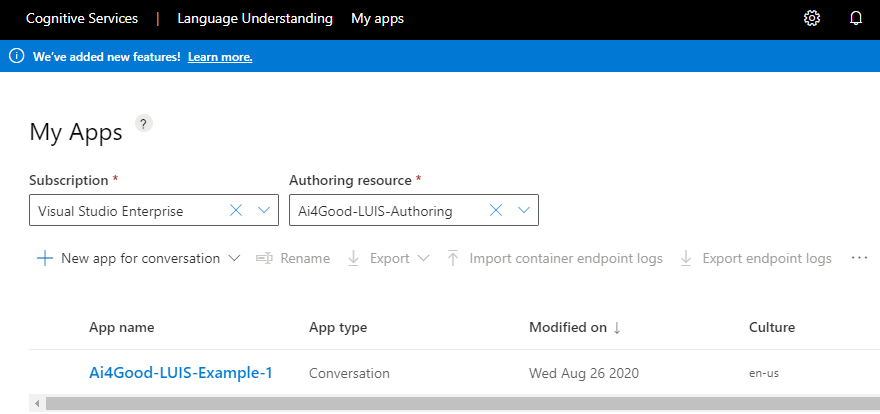 Cognitive Services | Language Understanding My apps
We've added new features! Learn more.
My Apps ?
Subscription * Authoring resource *
Visual Studio Enterprise Ai4Good-LUIS-Authoring
New app for conversation Rename Export Import container endpoint logs Export endpoint logs ...
App name App type Modified on ↓ Culture
Ai4Good-LUIS-Example-1 Conversation Wed Aug 26 2020 en-us